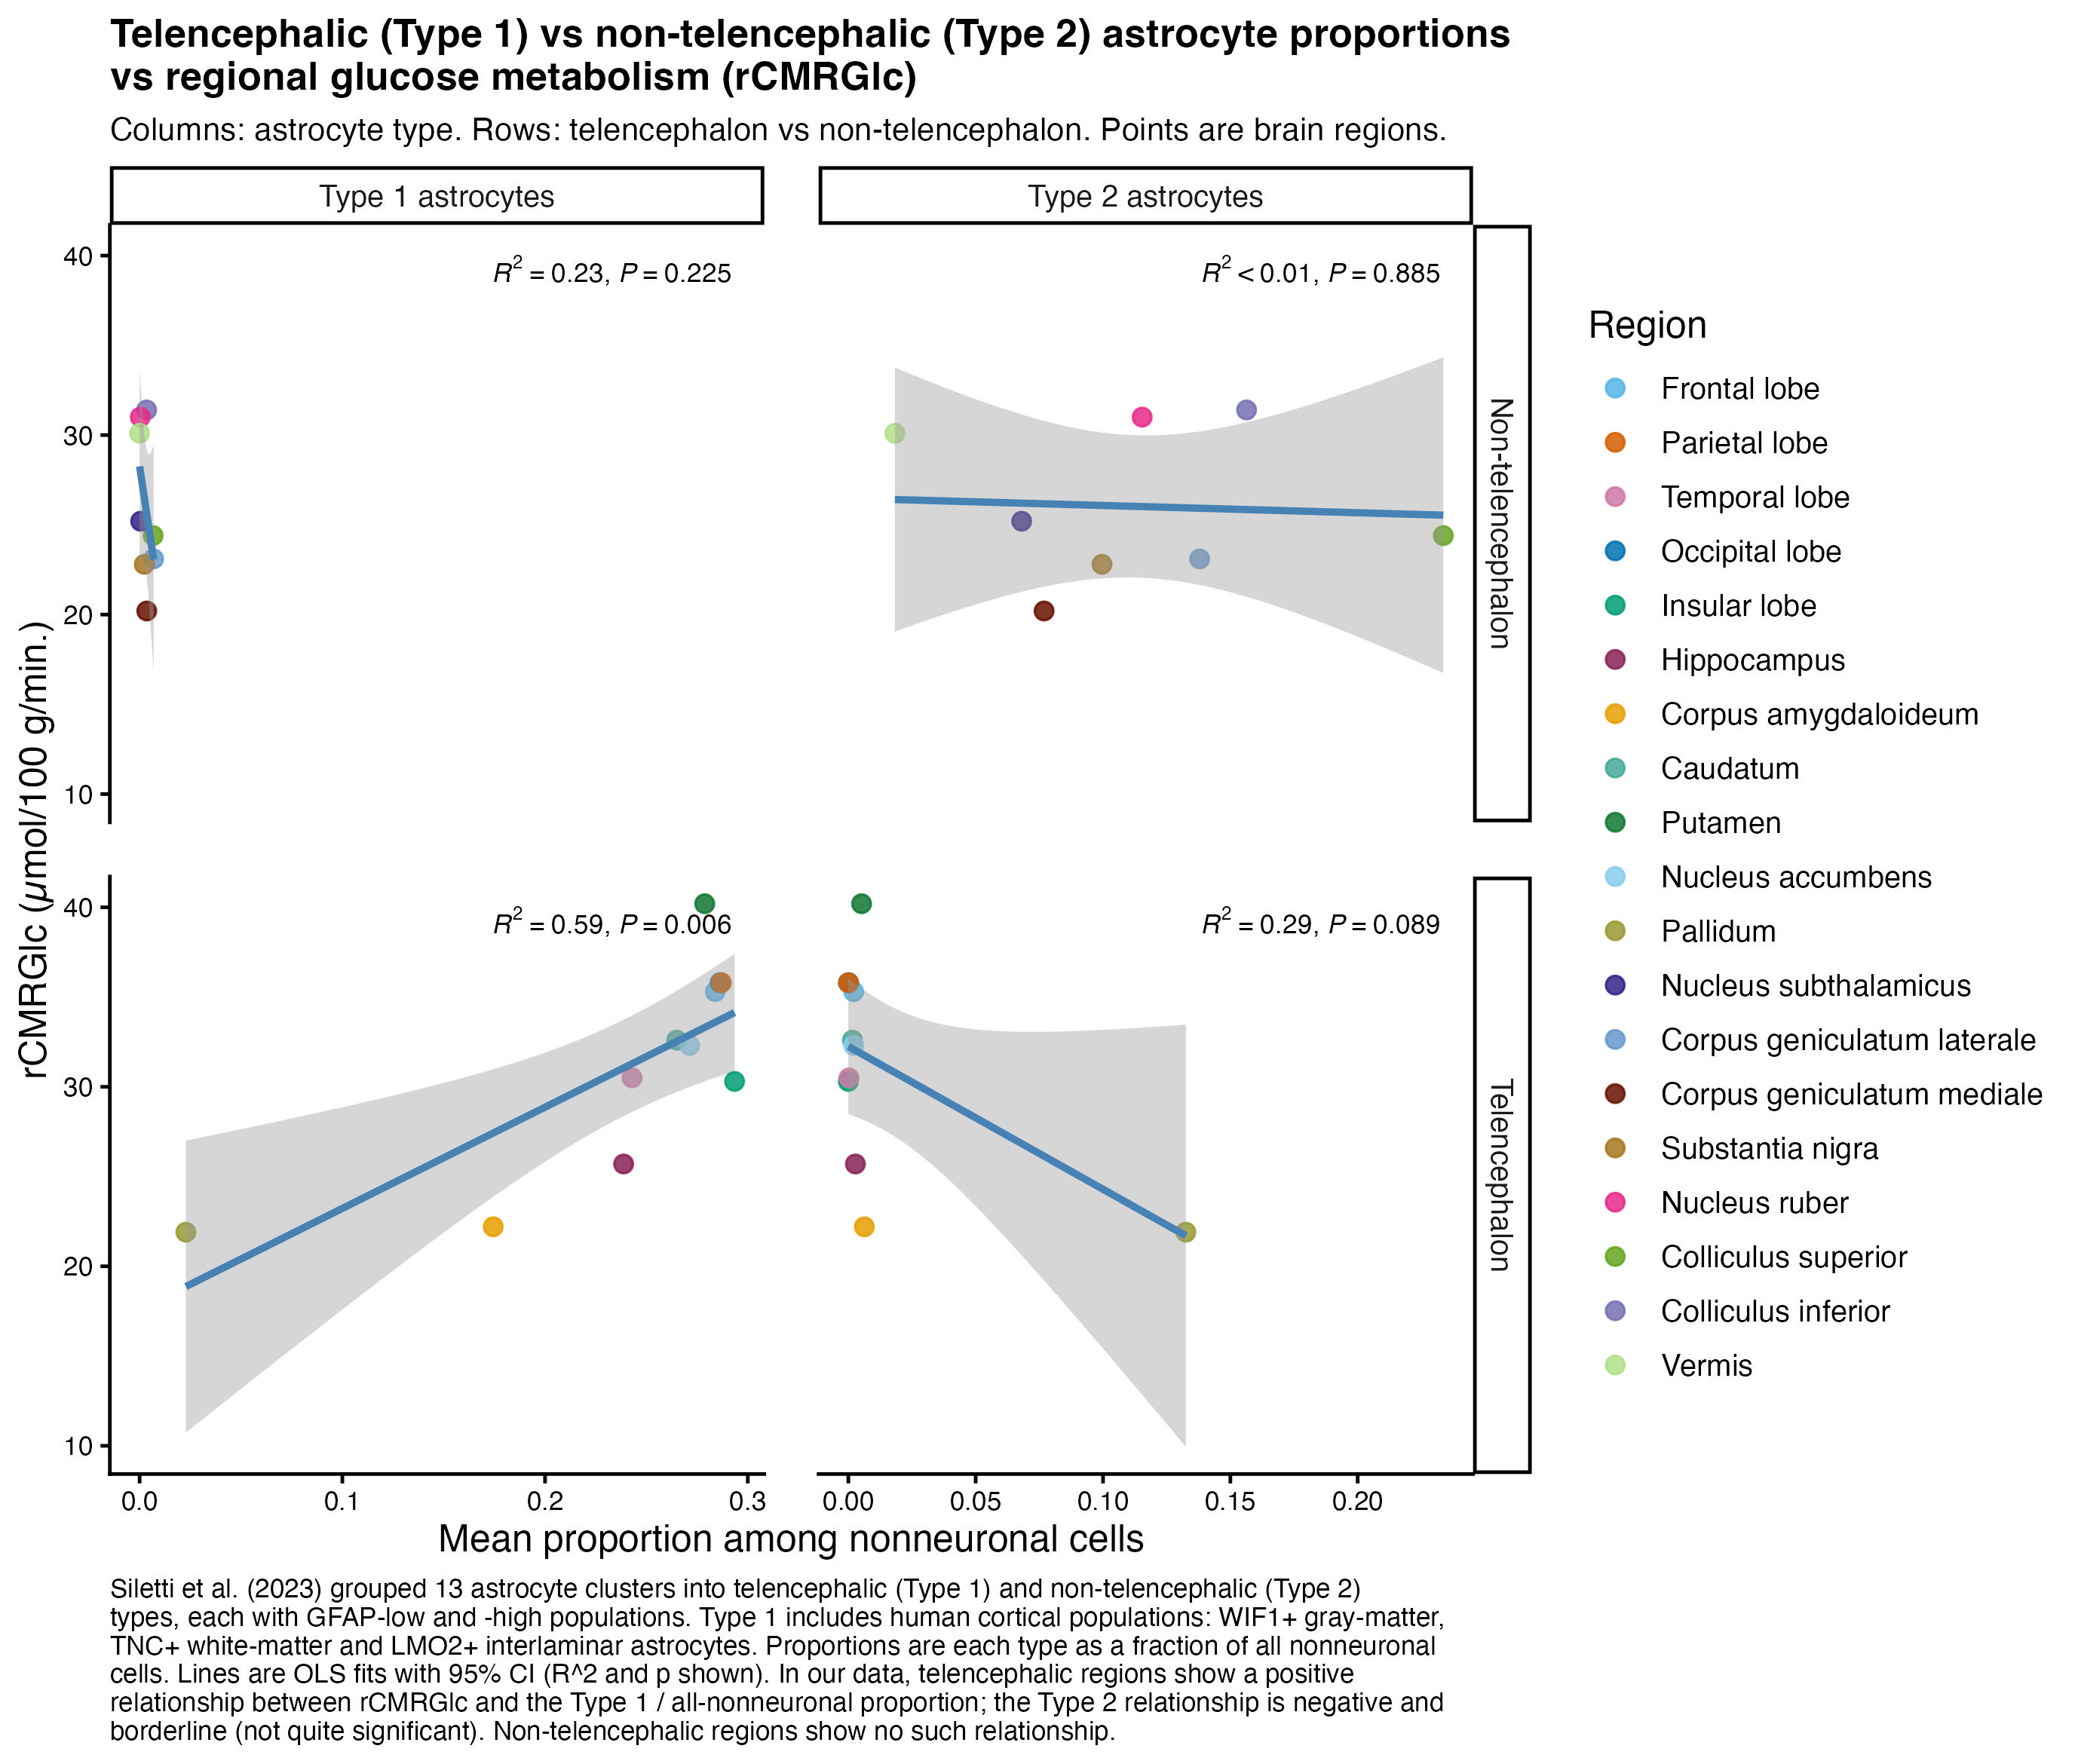 Telencephalic (Type 1) vs non-telencephalic (Type 2) astrocyte proportions
vs regional glucose metabolism (rCMRGlc)
Columns: astrocyte type. Rows: telencephalon vs non-telencephalon. Points are brain regions.
Type 1 astrocytes
Type 2 astrocytes
R² = 0.23, P = 0.225
R² < 0.01, P = 0.885
40
30
20
10
Non-telencephalon
R² = 0.59, P = 0.006
R² = 0.29, P = 0.089
40
30
20
10
Telencephalon
rCMRGlc (µmol/100 g/min.)
0.0 0.1 0.2 0.3
0.00 0.05 0.10 0.15 0.20
Mean proportion among nonneuronal cells
Region
Frontal lobe
Parietal lobe
Temporal lobe
Occipital lobe
Insular lobe
Hippocampus
Corpus amygdaloideum
Caudatum
Putamen
Nucleus accumbens
Pallidum
Nucleus subthalamicus
Corpus geniculatum laterale
Corpus geniculatum mediale
Substantia nigra
Nucleus ruber
Colliculus superior
Colliculus inferior
Vermis
Siletti et al. (2023) grouped 13 astrocyte clusters into telencephalic (Type 1) and non-telencephalic (Type 2)
types, each with GFAP-low and -high populations. Type 1 includes human cortical populations: WIF1+ gray-matter,
TNC+ white-matter and LMO2+ interlaminar astrocytes. Proportions are each type as a fraction of all nonneuronal
cells. Lines are OLS fits with 95% CI (R^2 and p shown). In our data, telencephalic regions show a positive
relationship between rCMRGlc and the Type 1 / all-nonneuronal proportion; the Type 2 relationship is negative and
borderline (not quite significant). Non-telencephalic regions show no such relationship.